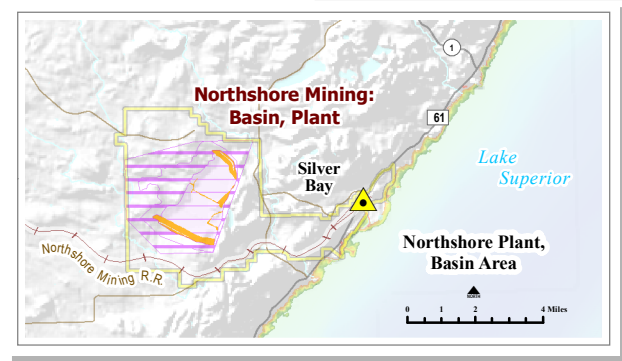 1
Northshore Mining:
Basin, Plant
61
Silver
Bay
Lake
Superior
Northshore Plant,
Basin Area
Northshore Mining R.R.
NORTH
0 1 2 4 Miles